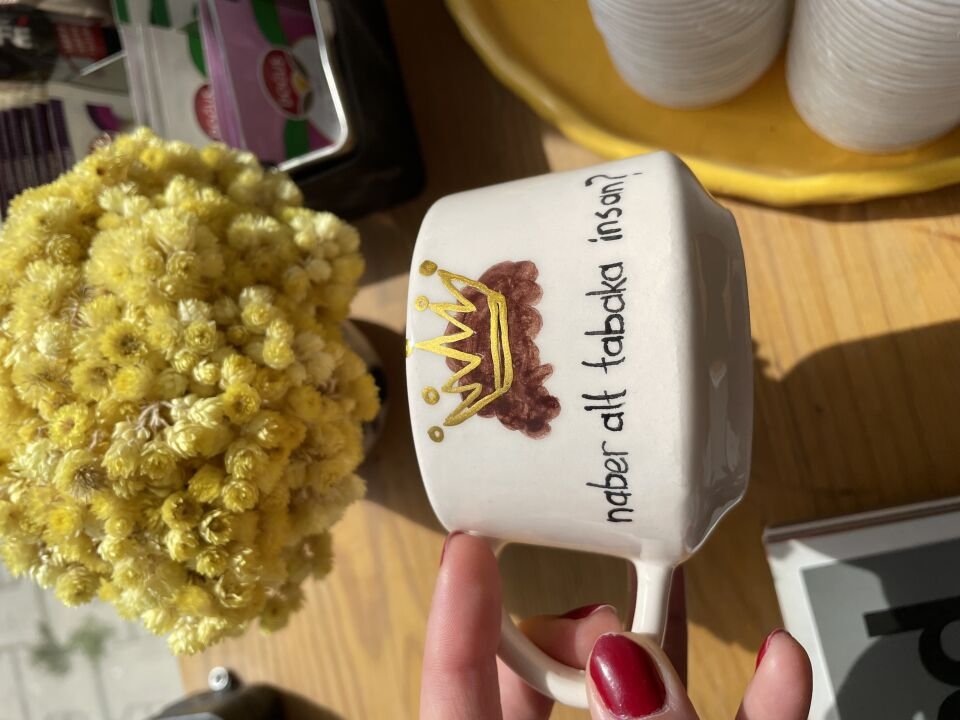 naber alt tabaka insan?